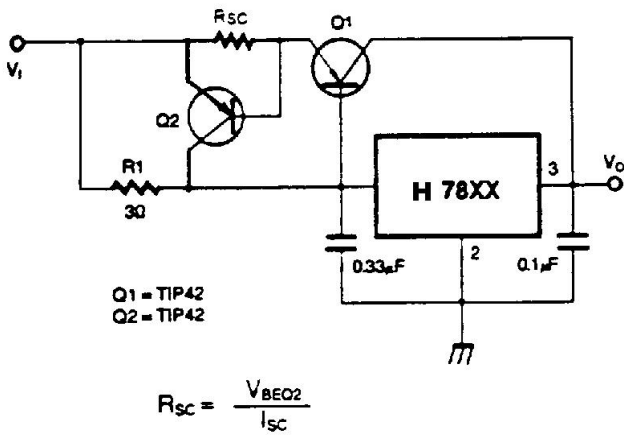 RSC
Q1
VI
Q2
R1
3Ω
H 78XX
3
VO
2
0.33µF
0.1µF
Q1 = TIP42
Q2 = TIP42
RSC = VBEQ2
ISC